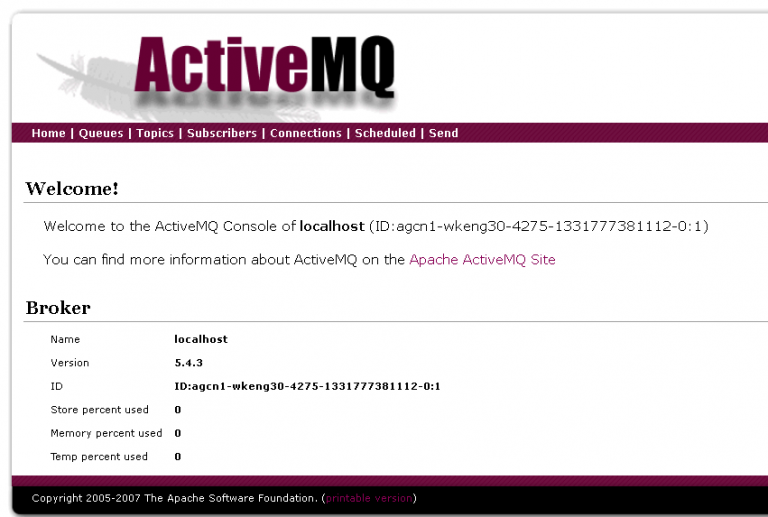 ActiveMQ
Home | Queues | Topics | Subscribers | Connections | Scheduled | Send
Welcome!
Welcome to the ActiveMQ Console of localhost (ID:agcn1-wkeng30-4275-1331777381112-0:1)
You can find more information about ActiveMQ on the Apache ActiveMQ Site
Broker
Name localhost
Version 5.4.3
ID ID:agcn1-wkeng30-4275-1331777381112-0:1
Store percent used 0
Memory percent used 0
Temp percent used 0
Copyright 2005-2007 The Apache Software Foundation. (printable version)